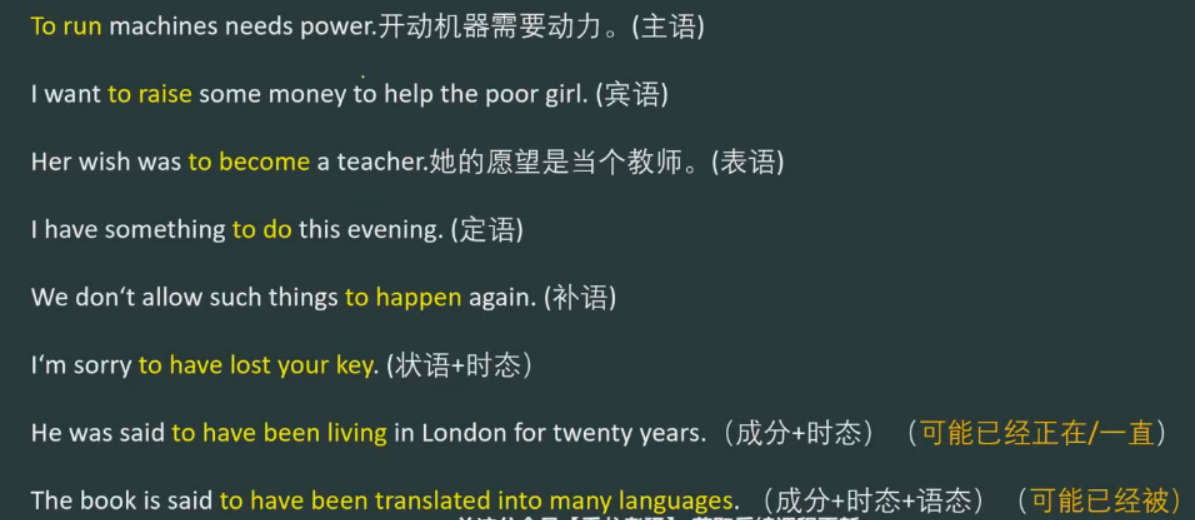 To run machines needs power.开动机器需要动力。(主语)
I want to raise some money to help the poor girl. (宾语)
Her wish was to become a teacher.她的愿望是当个教师。(表语)
I have something to do this evening. (定语)
We don‘t allow such things to happen again. (补语)
I‘m sorry to have lost your key. (状语+时态）
He was said to have been living in London for twenty years. （成分+时态）（可能已经正在/一直）
The book is said to have been translated into many languages. （成分+时态+语态）（可能已经被）